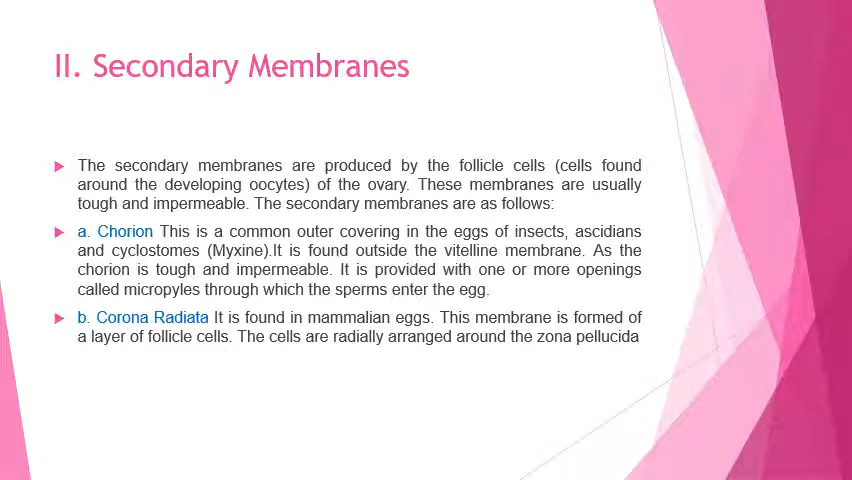 II. Secondary Membranes
The secondary membranes are produced by the follicle cells (cells found
around the developing oocytes) of the ovary. These membranes are usually
tough and impermeable. The secondary membranes are as follows:
a. Chorion This is a common outer covering in the eggs of insects, ascidians
and cyclostomes (Myxine).It is found outside the vitelline membrane. As the
chorion is tough and impermeable. It is provided with one or more openings
called micropyles through which the sperms enter the egg.
b. Corona Radiata It is found in mammalian eggs. This membrane is formed of
a layer of follicle cells. The cells are radially arranged around the zona pellucida